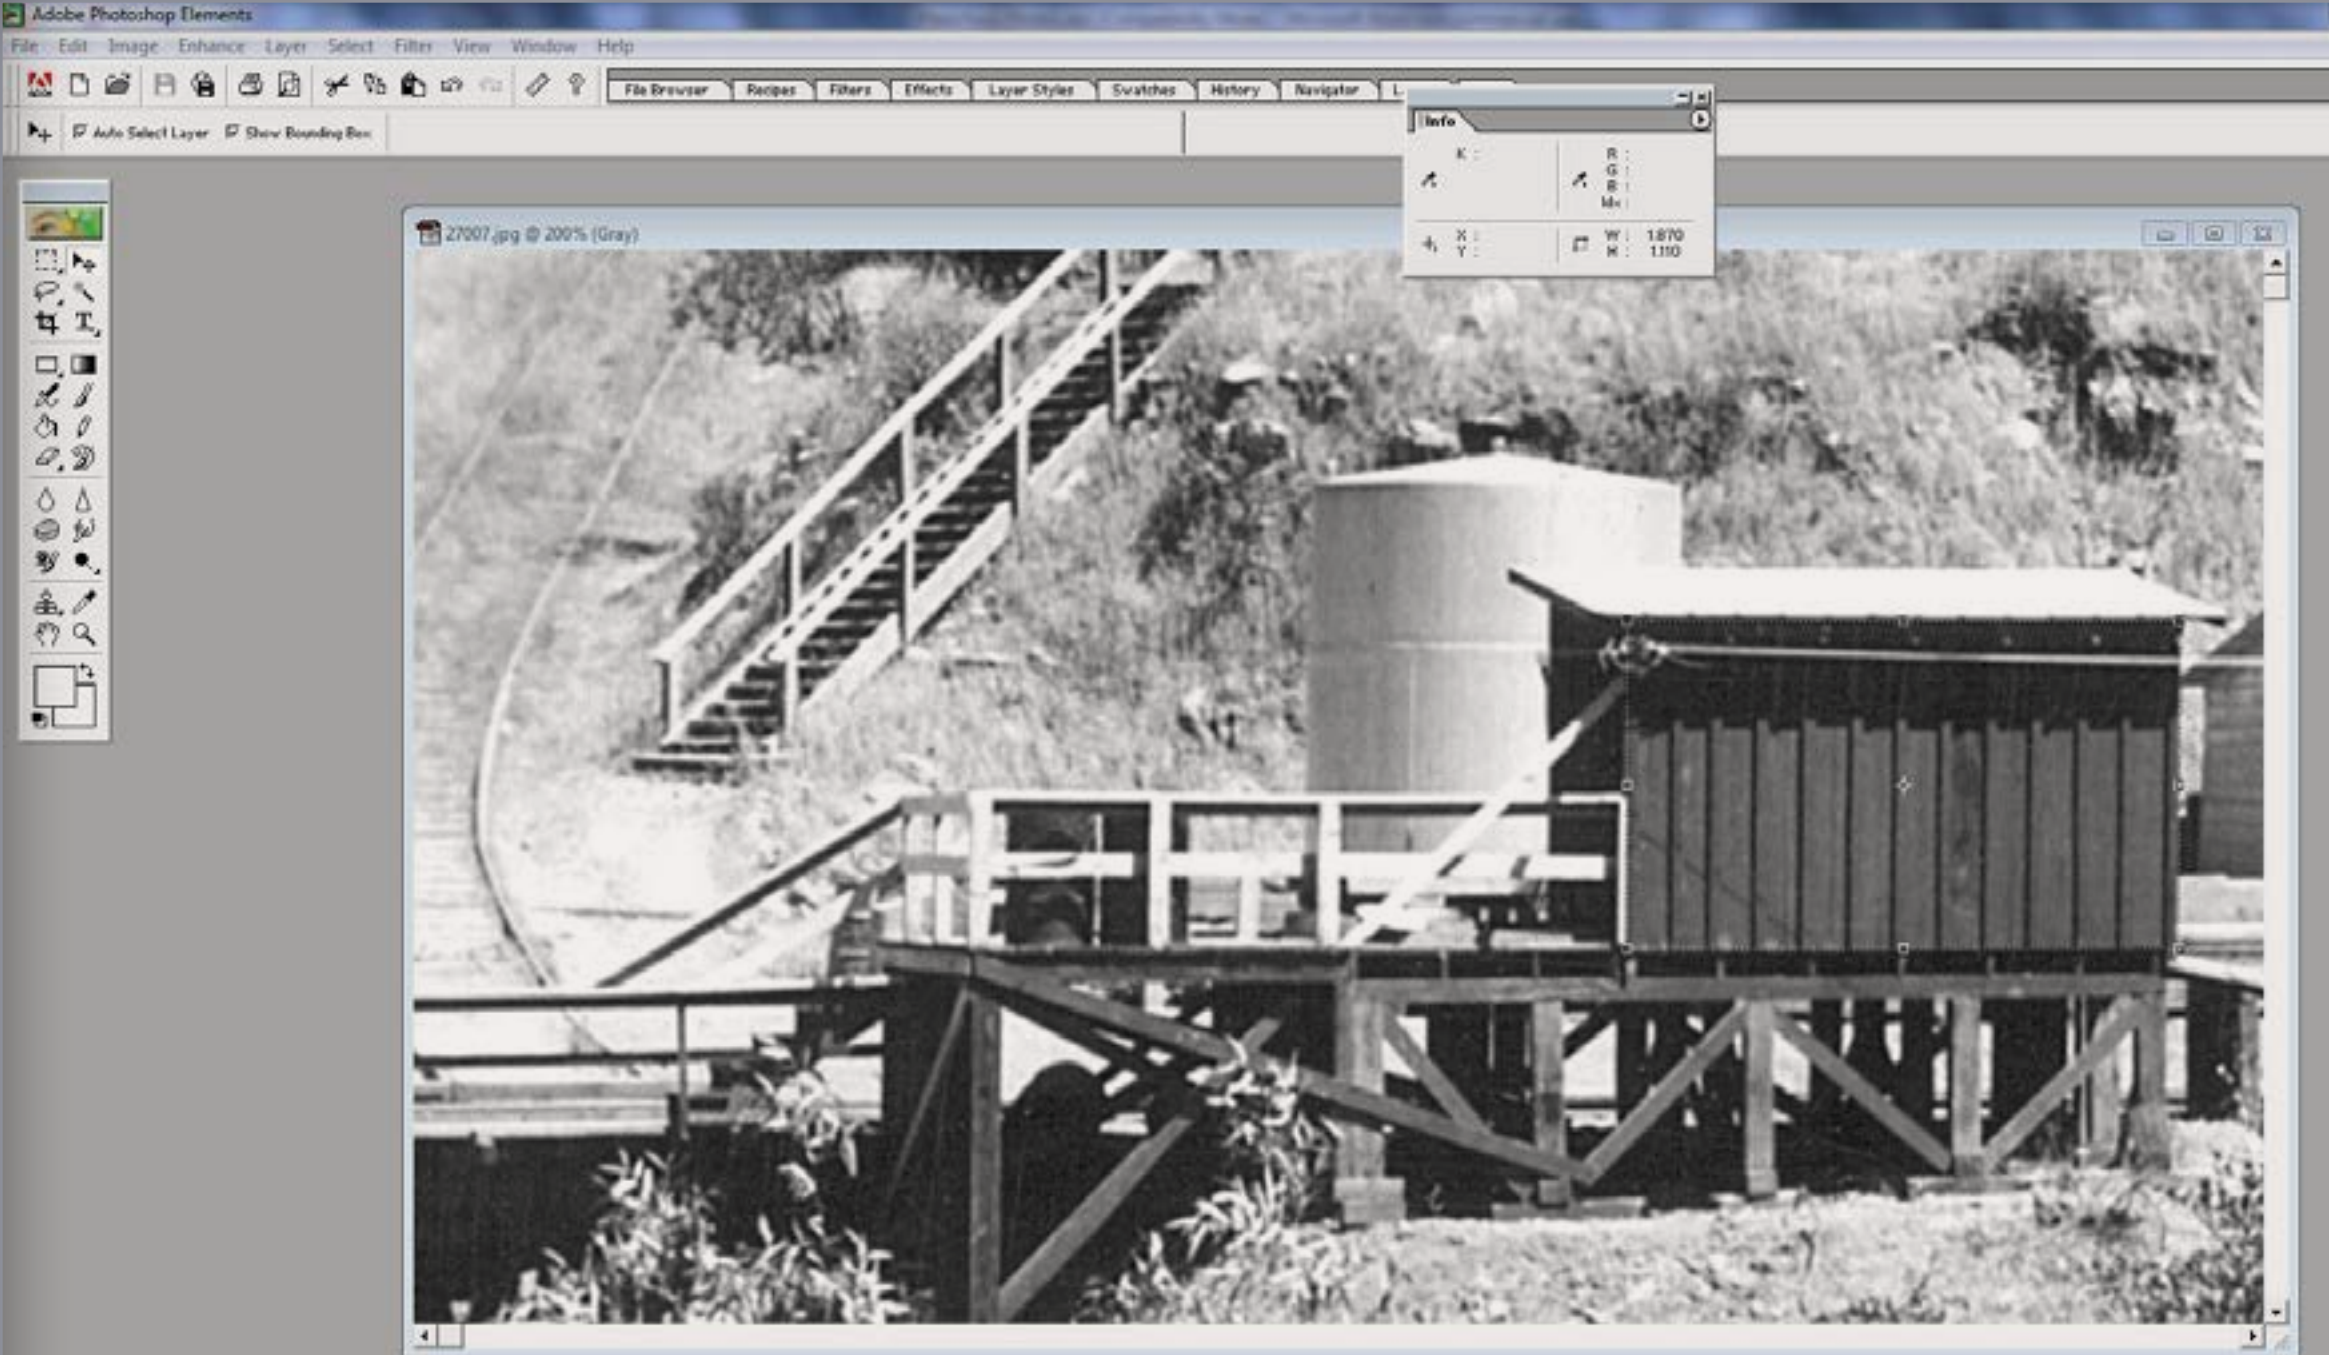 Adobe Photoshop Elements
File Edit Image Enhance Layer Select Filter View Window Help
File Browser Recipes Filters Effects Layer Styles Swatches History Navigator L
Auto Select Layer Show Bounding Box
Info
K : R :
G :
B :
Idx :
X : W : 1.870
Y : H : 1.110
27007.jpg @ 200% (Gray)
T